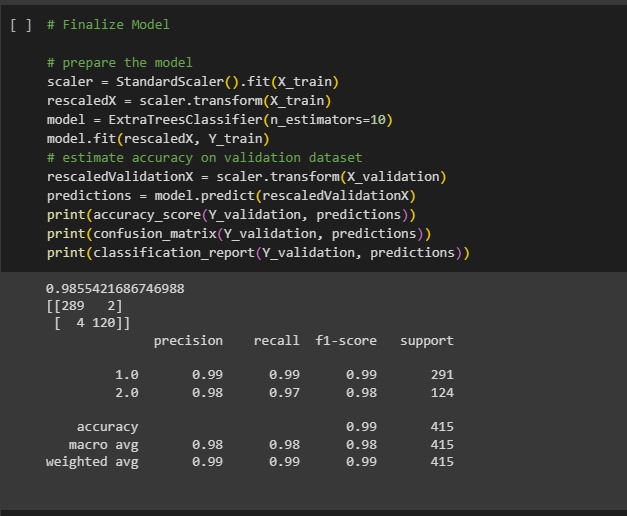 [ ] # Finalize Model
# prepare the model
scaler = StandardScaler().fit(X_train)
rescaledX = scaler.transform(X_train)
model = ExtraTreesClassifier(n_estimators=10)
model.fit(rescaledX, Y_train)
# estimate accuracy on validation dataset
rescaledValidationX = scaler.transform(X_validation)
predictions = model.predict(rescaledValidationX)
print(accuracy_score(Y_validation, predictions))
print(confusion_matrix(Y_validation, predictions))
print(classification_report(Y_validation, predictions))
0.9855421686746988
[[289   2]
 [  4 120]]
              precision    recall  f1-score   support
         1.0       0.99      0.99      0.99       291
         2.0       0.98      0.97      0.98       124
    accuracy                           0.99       415
   macro avg       0.98      0.98      0.98       415
weighted avg       0.99      0.99      0.99       415